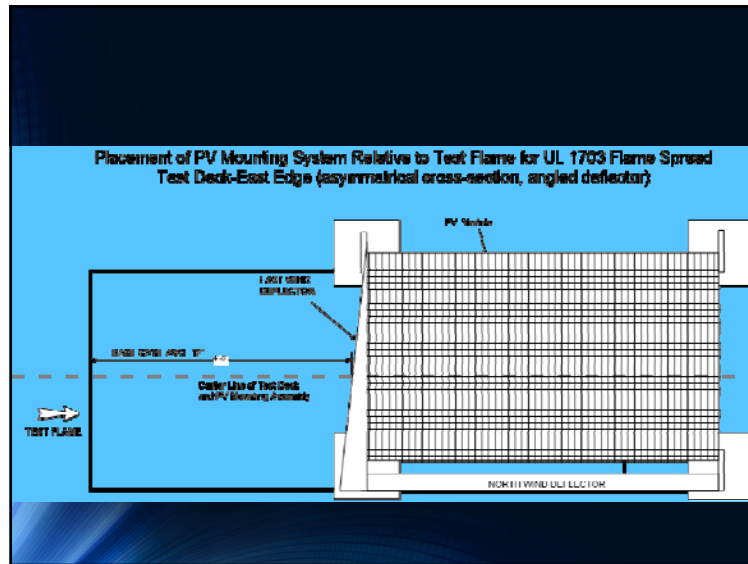 Placement of PV Mounting System Relative to Test Flame for UL 1703 Flame Spread
Test Deck-East Edge (asymmetrical cross-section, angled deflector)
PV Module
EAST WIND
DEFLECTOR
Center Line of Test Deck
and PV Mounting Assembly
TEST FLAME
NORTH WIND DEFLECTOR